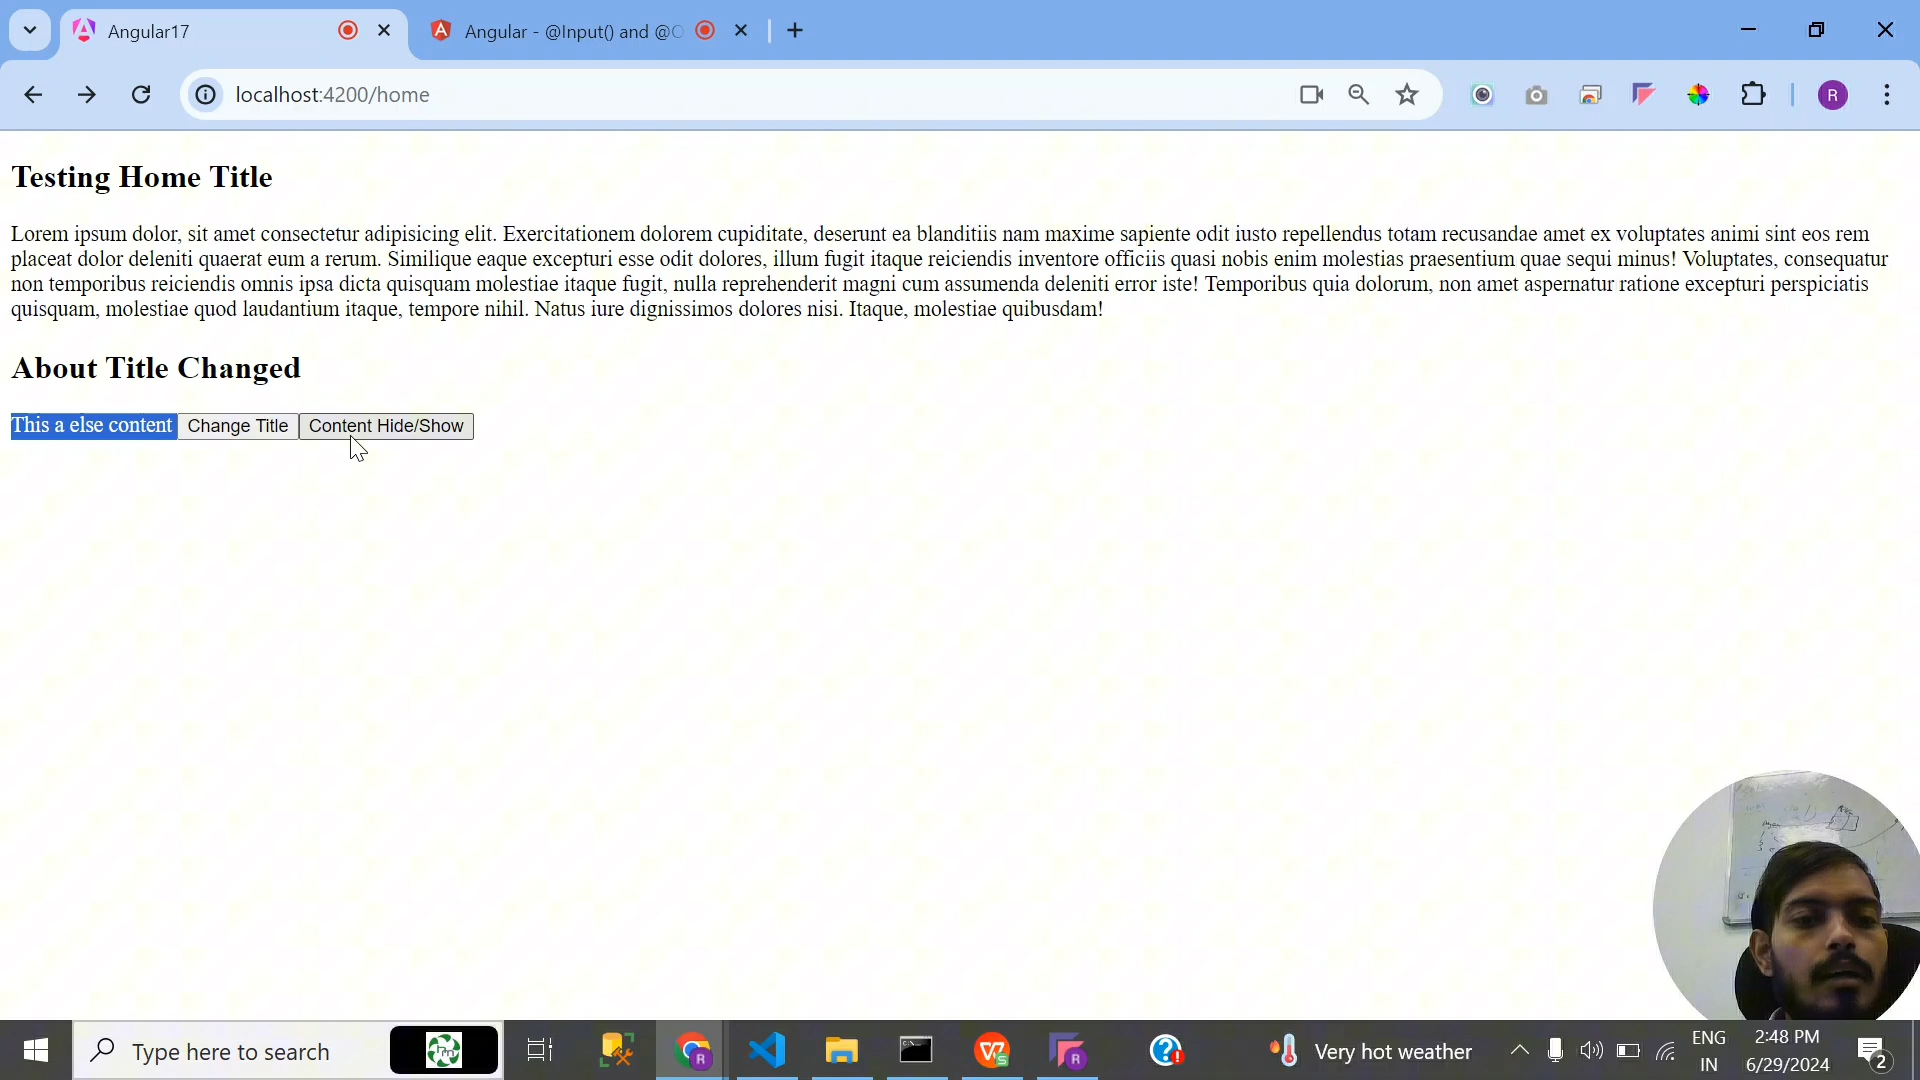 Angular17
Angular - @Input() and @O
localhost:4200/home
R
Testing Home Title
Lorem ipsum dolor, sit amet consectetur adipisicing elit. Exercitationem dolorem cupiditate, deserunt ea blanditiis nam maxime sapiente odit iusto repellendus totam recusandae amet ex voluptates animi sint eos rem
placeat dolor deleniti quaerat eum a rerum. Similique eaque excepturi esse odit dolores, illum fugit itaque reiciendis inventore officiis quasi nobis enim molestias praesentium quae sequi minus! Voluptates, consequatur
non temporibus reiciendis omnis ipsa dicta quisquam molestiae itaque fugit, nulla reprehenderit magni cum assumenda deleniti error iste! Temporibus quia dolorum, non amet aspernatur ratione excepturi perspiciatis
quisquam, molestiae quod laudantium itaque, tempore nihil. Natus iure dignissimos dolores nisi. Itaque, molestiae quibusdam!
About Title Changed
This a else content Change Title Content Hide/Show
Type here to search
Very hot weather
ENG
IN
2:48 PM
6/29/2024
2